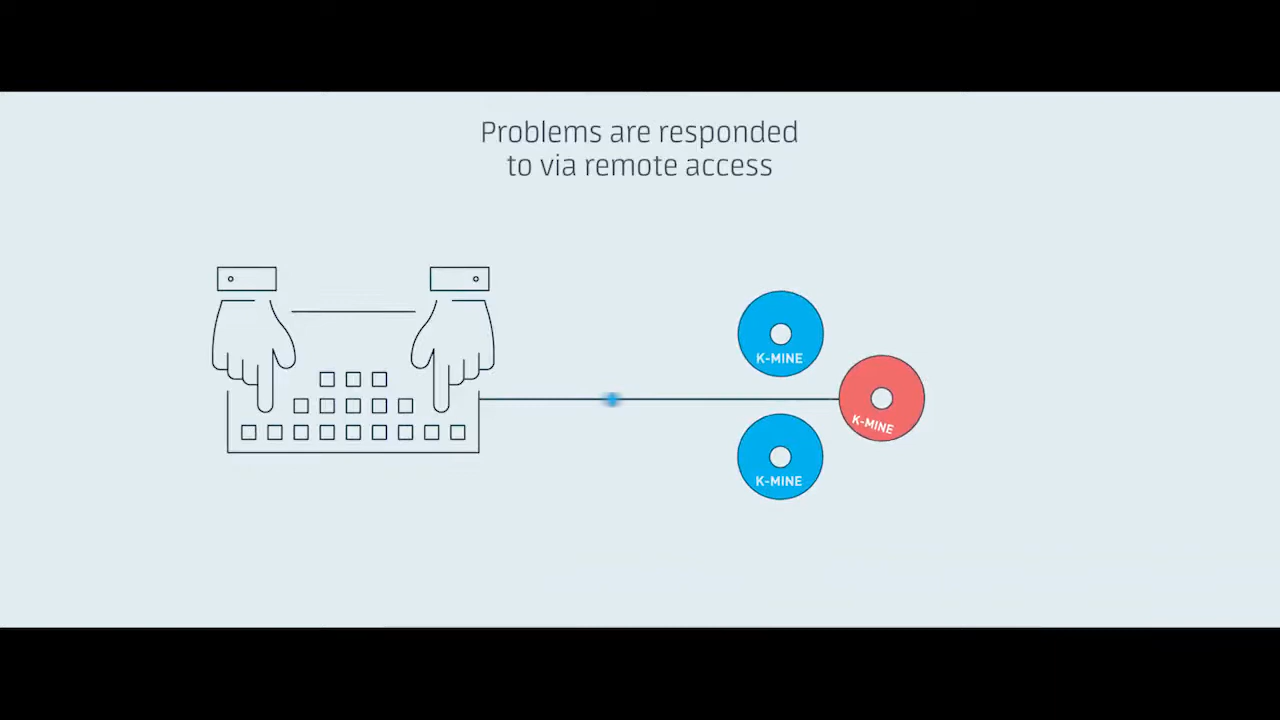 Problems are responded
to via remote access
K-MINE
K-MINE
K-MINE